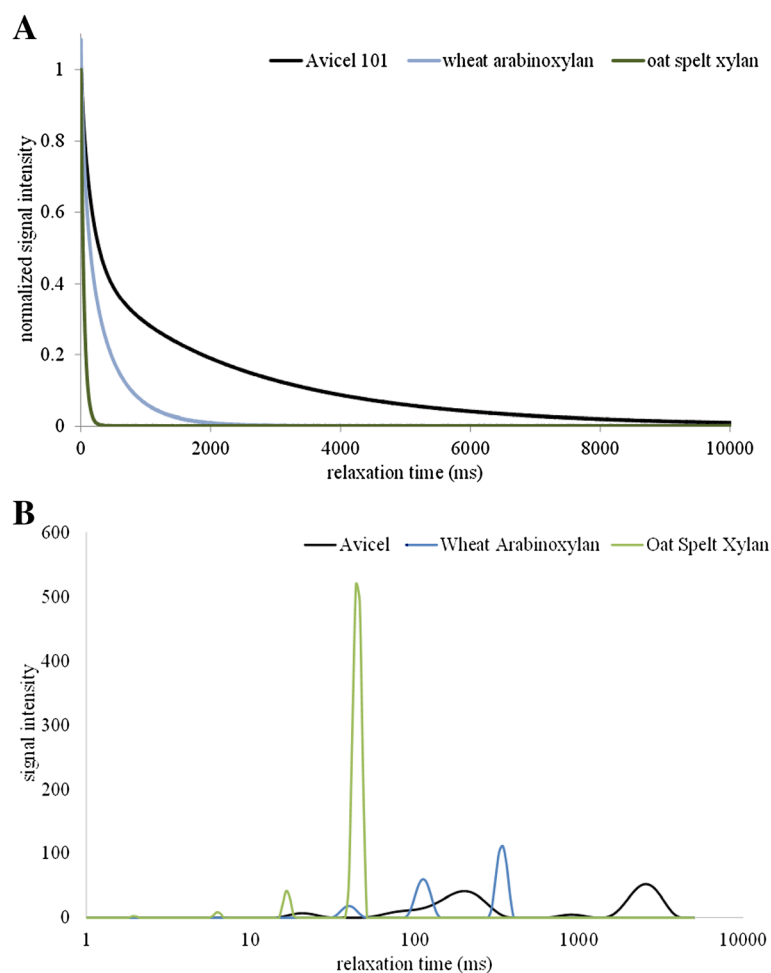 A
Avicel 101 wheat arabinoxylan oat spelt xylan
normalized signal intensity
1
0.8
0.6
0.4
0.2
0
0 2000 4000 6000 8000 10000
relaxation time (ms)
B
Avicel Wheat Arabinoxylan Oat Spelt Xylan
signal intensity
600
500
400
300
200
100
0
1 10 100 1000 10000
relaxation time (ms)